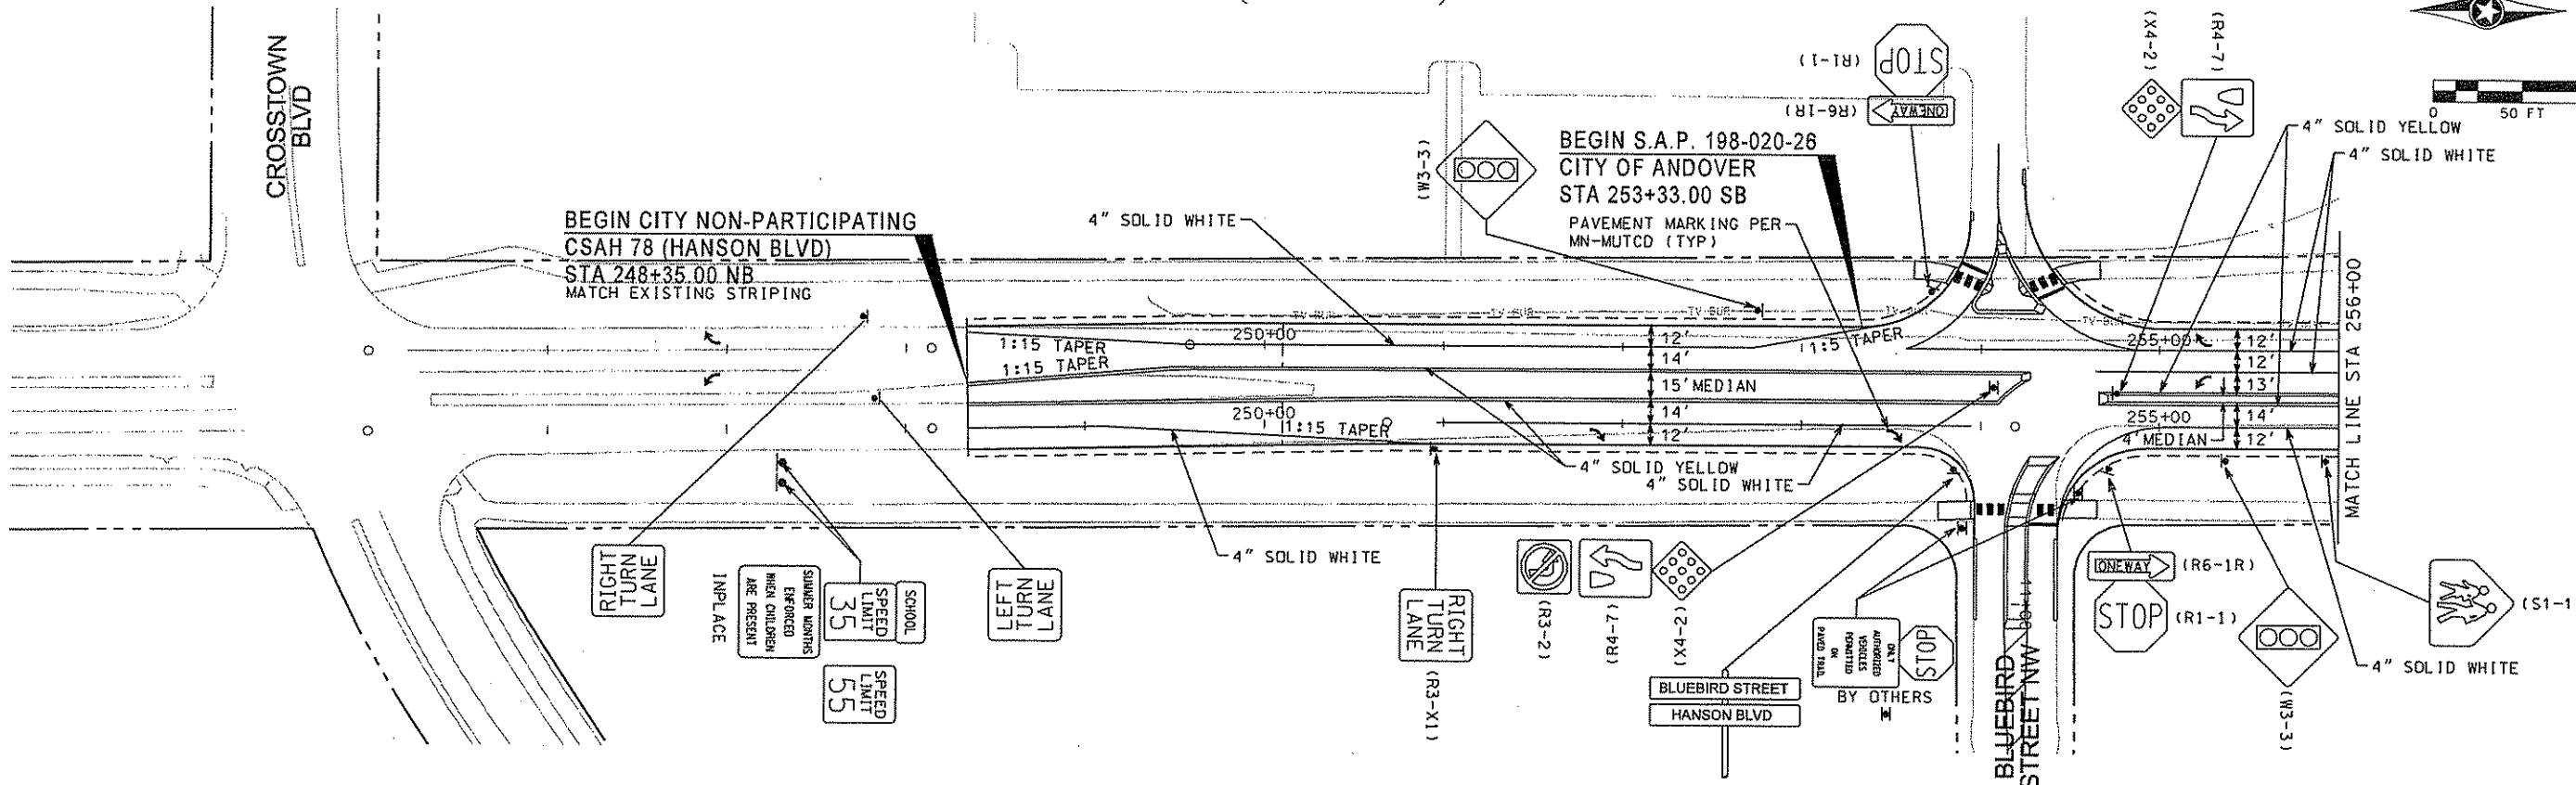 CROSSTOWN
BLVD
BEGIN CITY NON-PARTICIPATING
CSAH 78 (HANSON BLVD)
STA 248+35.00 NB
MATCH EXISTING STRIPING
4" SOLID WHITE
(W3-3)
BEGIN S.A.P. 198-020-26
CITY OF ANDOVER
STA 253+33.00 SB
PAVEMENT MARKING PER
MN-MUTCD (TYP)
STOP
(R1-1)
ONEWAY
(R6-1R)
(X4-2)
(R4-7)
0
50 FT
4" SOLID YELLOW
4" SOLID WHITE
MATCH LINE STA 256+00
TV-BUR
TV-BUR
TV-BUR
TV-BUR
1:15 TAPER
1:15 TAPER
250+00
12'
14'
15' MEDIAN
14'
12'
1:5 TAPER
255+00
12'
12'
13'
14'
12'
250+00
1:15 TAPER
255+00
4' MEDIAN
4" SOLID YELLOW
4" SOLID WHITE
4" SOLID WHITE
RIGHT
TURN
LANE
INPLACE
SUMMER MONTHS
ENFORCED
WHEN CHILDREN
ARE PRESENT
SCHOOL
SPEED
LIMIT
35
SPEED
LIMIT
55
LEFT
TURN
LANE
RIGHT
TURN
LANE
(R3-X1)
(R3-2)
(R4-7)
(X4-2)
BLUEBIRD STREET
HANSON BLVD
ONLY
AUTHORIZED
VEHICLES
PERMITTED
ON
PAVED TRAIL
STOP
BY OTHERS
BLUEBIRD
STREET NW
ONEWAY
(R6-1R)
STOP
(R1-1)
(W3-3)
(S1-1
4" SOLID WHITE